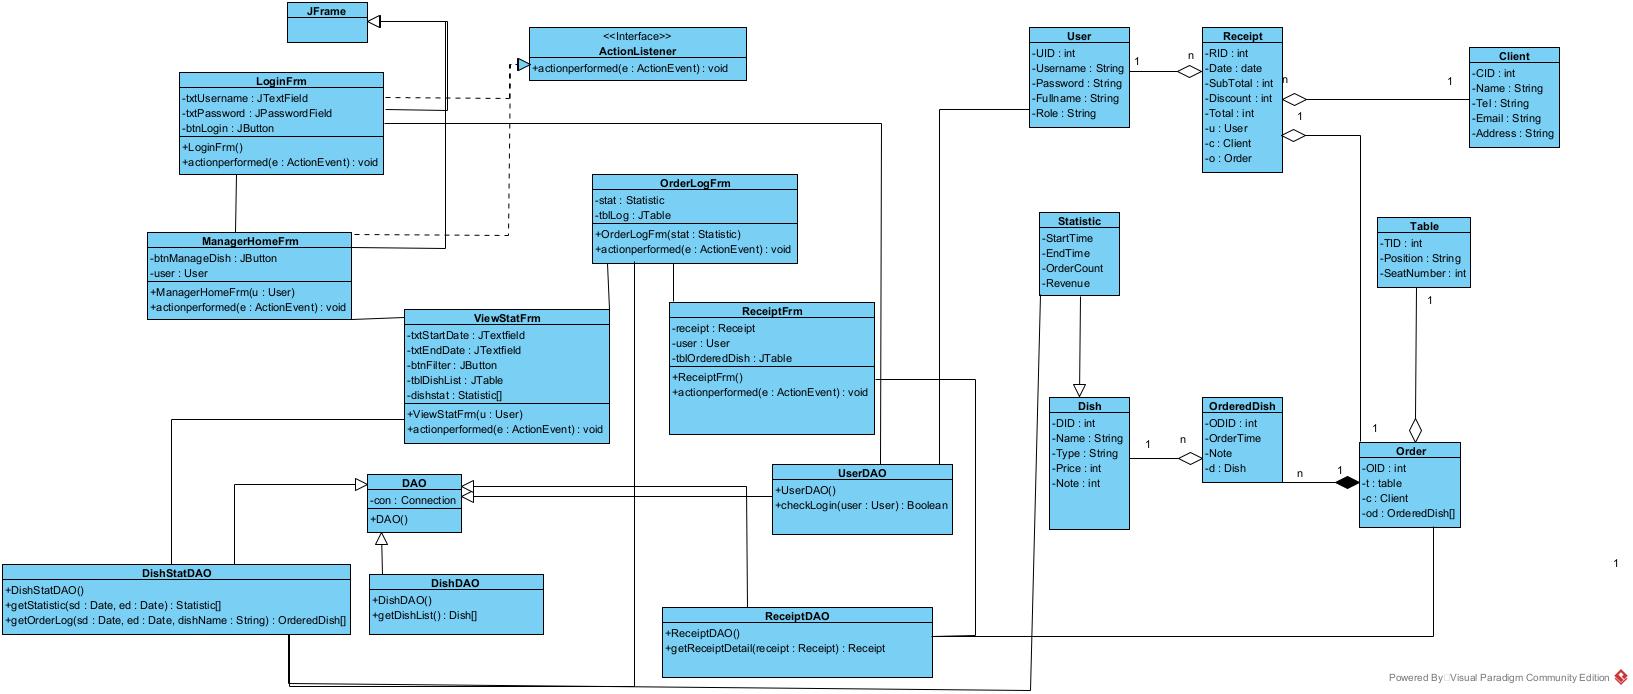 JFrame
<<Interface>>
ActionListener
+actionperformed(e : ActionEvent) : void
LoginFrm
-txtUsername : JTextField
-txtPassword : JPasswordField
-btnLogin : JButton
+LoginFrm()
+actionperformed(e : ActionEvent) : void
User
-UID : int
-Username : String
-Password : String
-Fullname : String
-Role : String
1
n
Receipt
-RID : int
-Date : date
-SubTotal : int
-Discount : int
-Total : int
-u : User
-c : Client
-o : Order
n
1
1
Client
-CID : int
-Name : String
-Tel : String
-Email : String
-Address : String
OrderLogFrm
-stat : Statistic
-tblLog : JTable
+OrderLogFrm(stat : Statistic)
+actionperformed(e : ActionEvent) : void
ManagerHomeFrm
-btnManageDish : JButton
-user : User
+ManagerHomeFrm(u : User)
+actionperformed(e : ActionEvent) : void
Statistic
-StartTime
-EndTime
-OrderCount
-Revenue
Table
-TID : int
-Position : String
-SeatNumber : int
1
ViewStatFrm
-txtStartDate : JTextfield
-txtEndDate : JTextfield
-btnFilter : JButton
-tblDishList : JTable
-dishstat : Statistic[]
+ViewStatFrm(u : User)
+actionperformed(e : ActionEvent) : void
ReceiptFrm
-receipt : Receipt
-user : User
-tblOrderedDish : JTable
+ReceiptFrm()
+actionperformed(e : ActionEvent) : void
Dish
-DID : int
-Name : String
-Type : String
-Price : int
-Note : int
1
n
OrderedDish
-ODID : int
-OrderTime
-Note
-d : Dish
n
1
1
Order
-OID : int
-t : table
-c : Client
-od : OrderedDish[]
DAO
-con : Connection
+DAO()
UserDAO
+UserDAO()
+checkLogin(user : User) : Boolean
DishStatDAO
+DishStatDAO()
+getStatistic(sd : Date, ed : Date) : Statistic[]
+getOrderLog(sd : Date, ed : Date, dishName : String) : OrderedDish[]
DishDAO
+DishDAO()
+getDishList() : Dish[]
ReceiptDAO
+ReceiptDAO()
+getReceiptDetail(receipt : Receipt) : Receipt
1
Powered By Visual Paradigm Community Edition